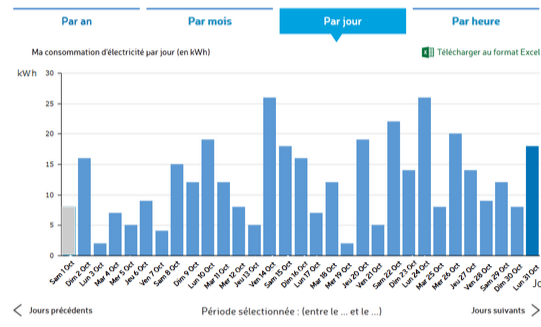 Par an
Par mois
Par jour
Par heure
Ma consommation d'électricité par jour (en kWh)
Télécharger au format Excel
kWh
30
25
20
15
10
5
0
Sam 1 Oct
Dim 2 Oct
Lun 3 Oct
Mar 4 Oct
Mer 5 Oct
Jeu 6 Oct
Ven 7 Oct
Sam 8 Oct
Dim 9 Oct
Lun 10 Oct
Mar 11 Oct
Mer 12 Oct
Jeu 13 Oct
Ven 14 Oct
Sam 15 Oct
Dim 16 Oct
Lun 17 Oct
Mar 18 Oct
Mer 19 Oct
Jeu 20 Oct
Ven 21 Oct
Sam 22 Oct
Dim 23 Oct
Lun 24 Oct
Mar 25 Oct
Mer 26 Oct
Jeu 27 Oct
Ven 28 Oct
Sam 29 Oct
Dim 30 Oct
Lun 31 Oct
Jo
Jours précédents
Période sélectionnée : (entre le ... et le ...)
Jours suivants